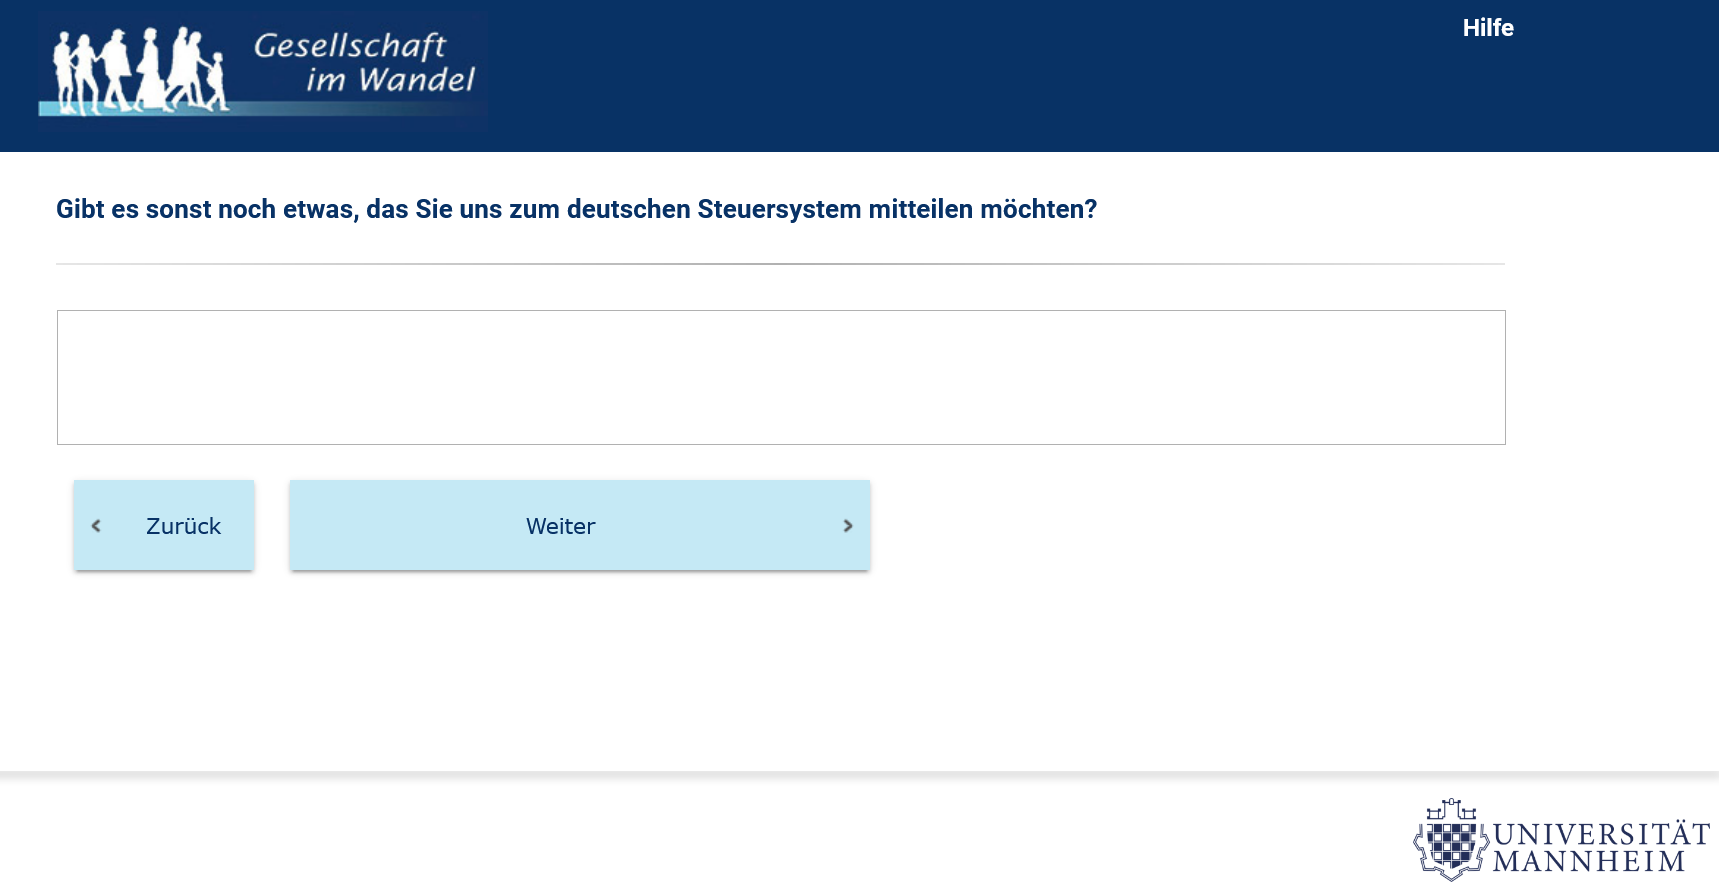 Gesellschaft
im Wandel
Hilfe
Gibt es sonst noch etwas, das Sie uns zum deutschen Steuersystem mitteilen möchten?
Zurück
Weiter
UNIVERSITÄT
MANNHEIM